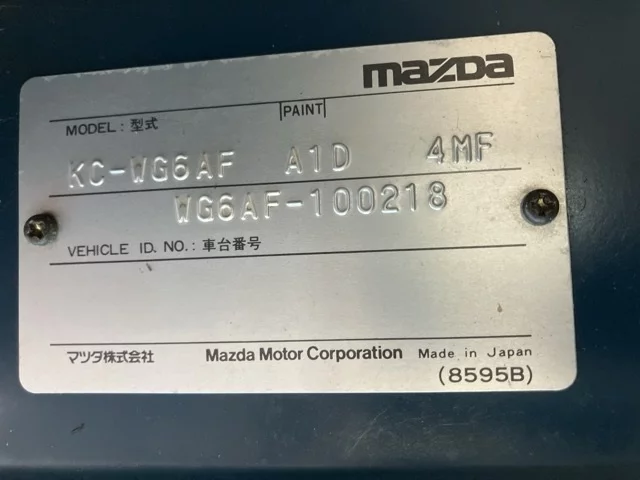 mazda
MODEL : 型式 PAINT
KC-WG6AF A1D 4MF
WG6AF-100218
VEHICLE ID. NO. : 車台番号
マツダ株式会社 Mazda Motor Corporation Made in Japan
(8595B)